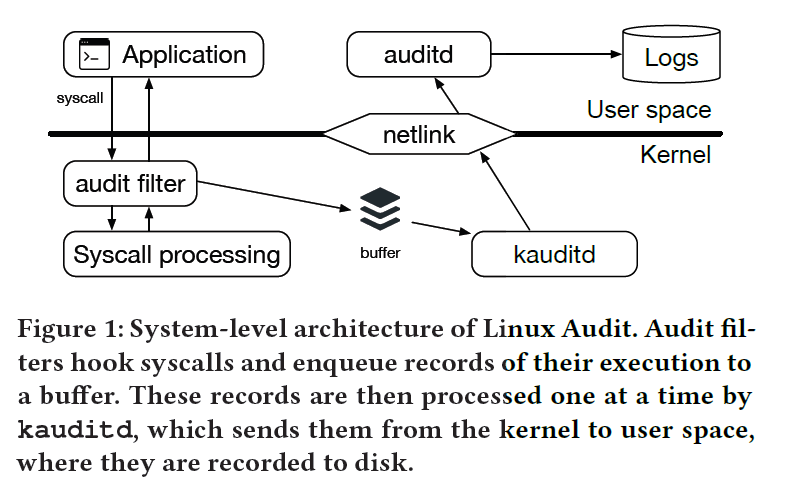 Application
auditd
Logs
syscall
User space
netlink
Kernel
audit filter
buffer
Syscall processing
kauditd
Figure 1: System-level architecture of Linux Audit. Audit fil-
ters hook syscalls and enqueue records of their execution to
a buffer. These records are then processed one at a time by
kauditd, which sends them from the kernel to user space,
where they are recorded to disk.